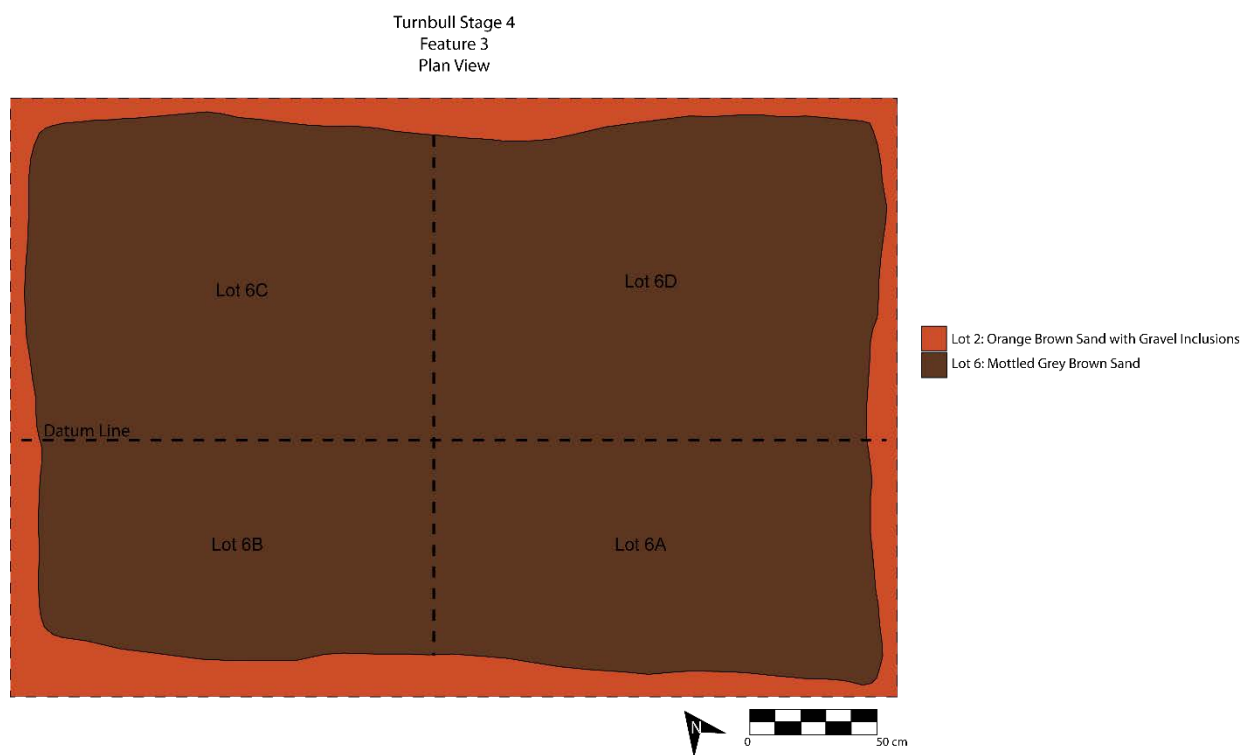 Turnbull Stage 4
Feature 3
Plan View
Lot 6C
Lot 6D
Lot 2: Orange Brown Sand with Gravel Inclusions
Lot 6: Mottled Grey Brown Sand
Datum Line
Lot 6B
Lot 6A
N
0
50 cm